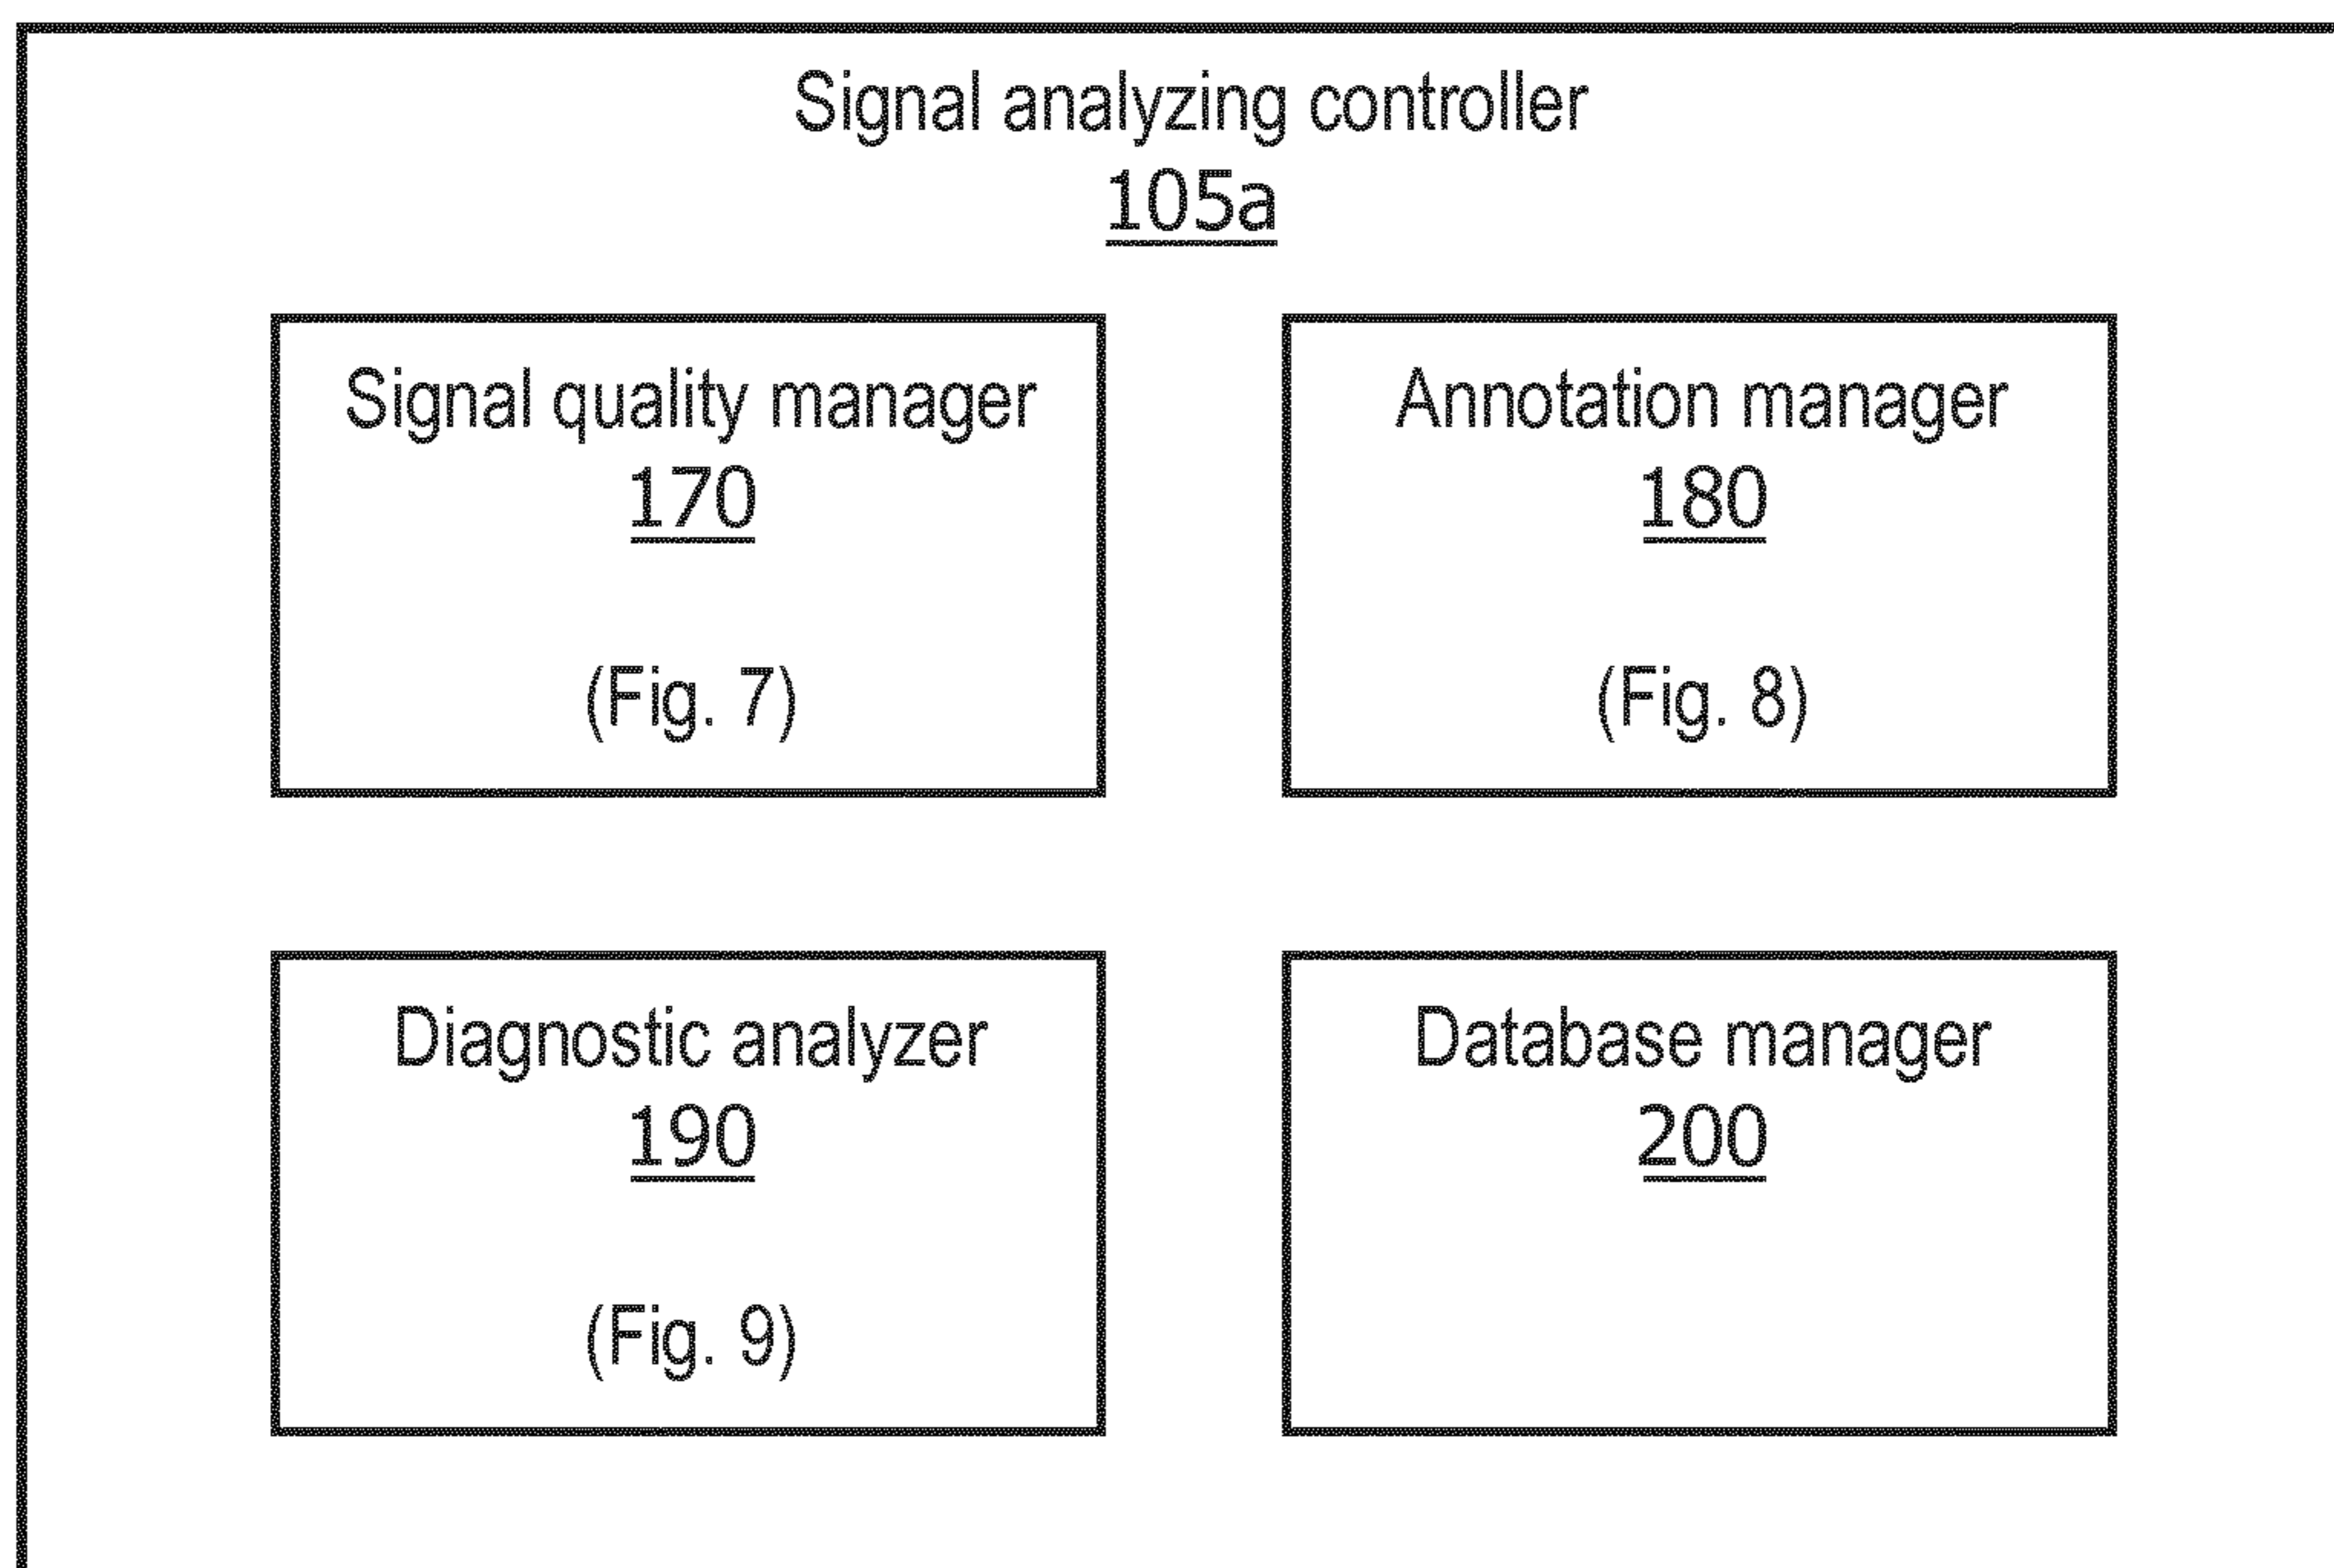 Signal analyzing controller
105a
Signal quality manager
170
(Fig. 7)
Annotation manager
180
(Fig. 8)
Diagnostic analyzer
190
(Fig. 9)
Database manager
200